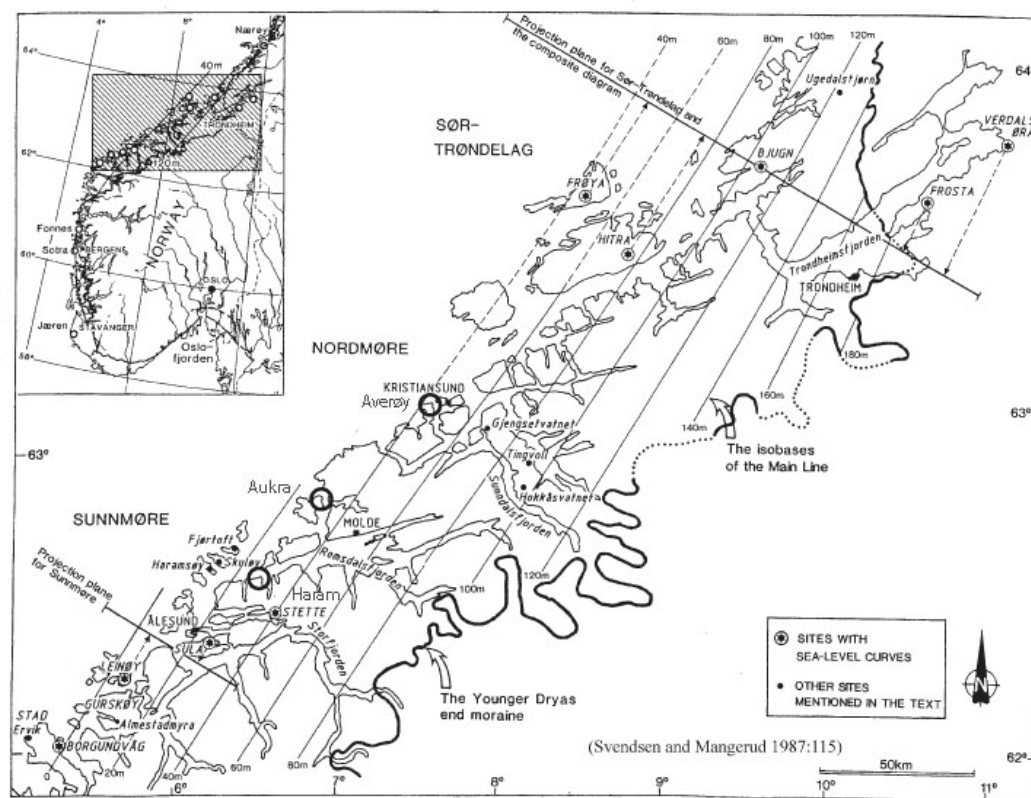 4°
8°
Nærøy
64°
40m
TRONDHEIM
62°
120m
NORWAY
Fonnes
Sotra
BERGEN
60°
OSLO
Jæren
STAVANGER
Oslo-
fjorden
58°
Projection plane for Sør-Trøndelag and
the composite diagram
40m
60m
80m
100m
120m
64°
Ugedalstjørn
VERDALS
ØRA
SØR-
TRØNDELAG
BJUGN
FRØYA
FROSTA
HITRA
Trondheimsfjorden
TRONDHEIM
NORDMØRE
180m
KRISTIANSUND
Averøy
160m
63°
Gjengsetvatnet
140m
The isobases
of the Main Line
63°
Tingvoll
Aukra
Hokkåsvatnet
Sunndalsfjorden
SUNNMØRE
MOLDE
Fjørtoft
Romsdalsfjorden
Skuløy
Haramsøy
120m
100m
Projection plane
for Sunnmøre
Haram
STETTE
ÅLESUND
Storfjorden
SULA
SITES WITH
SEA-LEVEL CURVES
LEINØY
The Younger Dryas
end moraine
OTHER SITES
MENTIONED IN THE TEXT
N
GURSKØY
STAD
Ervik
Almestadmyra
BORGUNDVÅG
(Svendsen and Mangerud 1987:115)
62°
0
20m
40m
60m
80m
50km
6°
7°
8°
9°
10°
11°